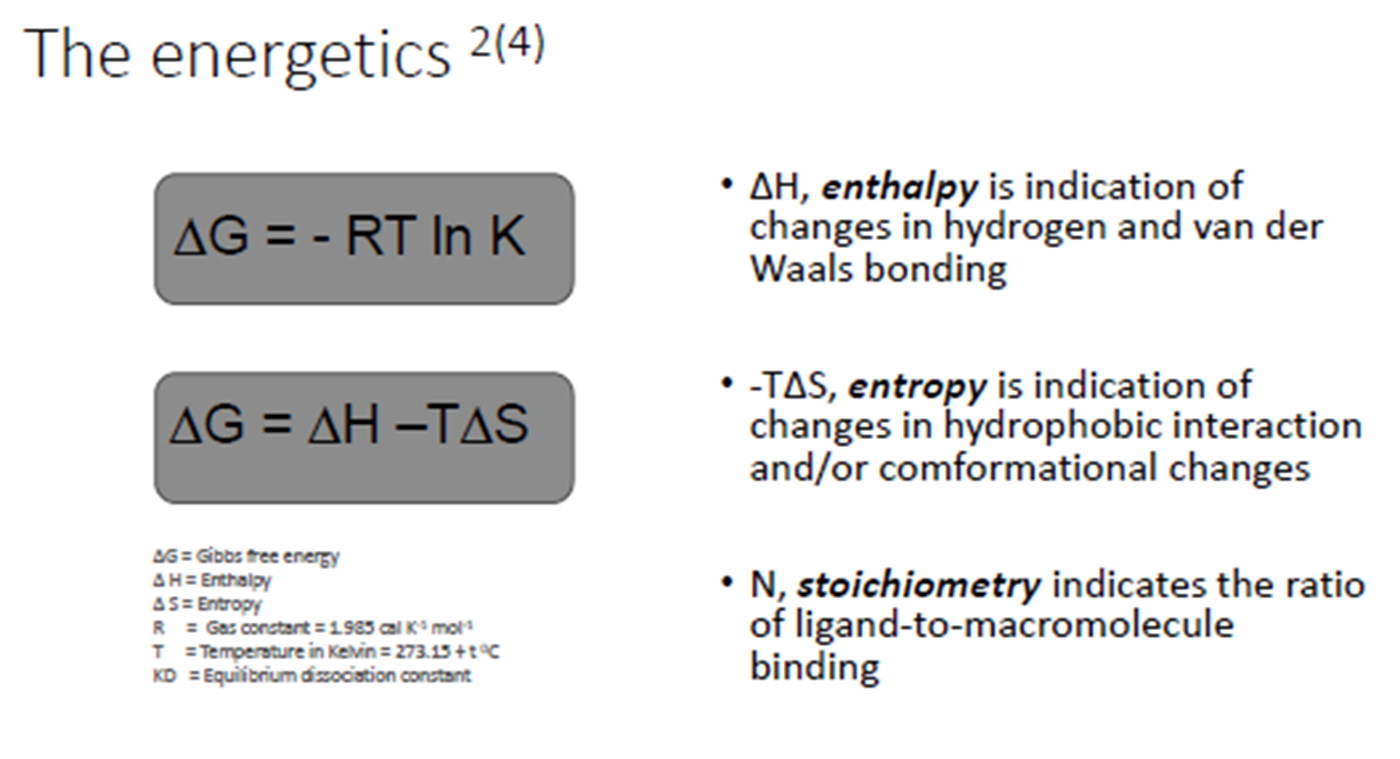 The energetics 2(4)
ΔG = - RT ln K
ΔG = ΔH –TΔS
ΔG = Gibbs free energy
Δ H = Enthalpy
Δ S = Entropy
R = Gas constant = 1.985 cal K-1 mol-1
T = Temperature in Kelvin = 273.15 + t ºC
KD = Equilibrium dissociation constant
• ΔH, enthalpy is indication of
changes in hydrogen and van der
Waals bonding
• -TΔS, entropy is indication of
changes in hydrophobic interaction
and/or comformational changes
• N, stoichiometry indicates the ratio
of ligand-to-macromolecule
binding